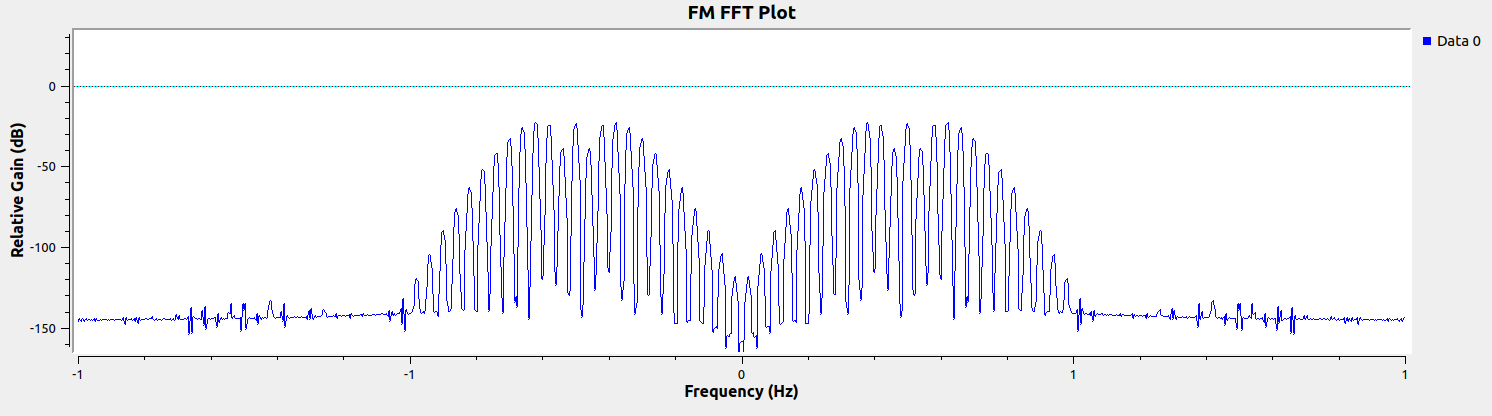 FM FFT Plot
Data 0
Relative Gain (dB)
0
-50
-100
-150
-1
-1
0
1
1
Frequency (Hz)